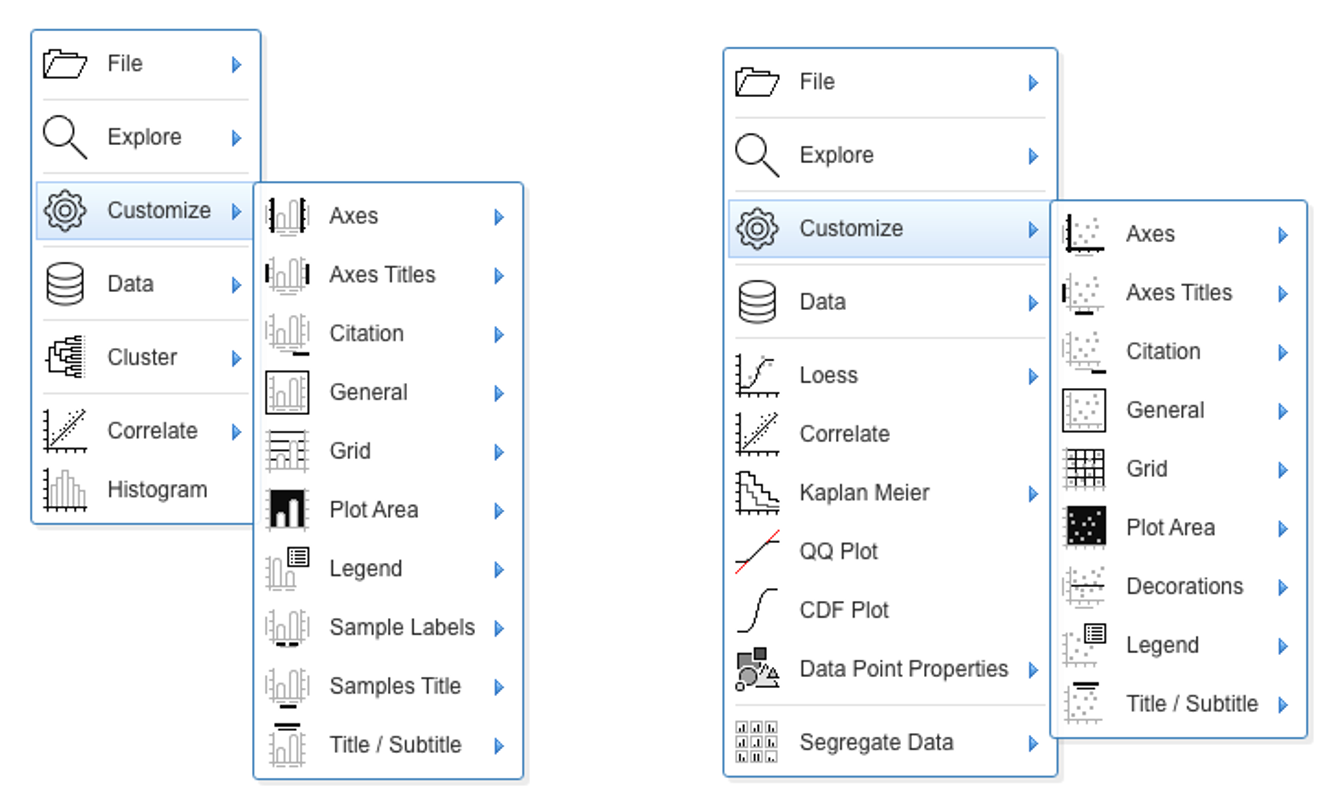 File
Explore
Customize
Data
Cluster
Correlate
Histogram
Axes
Axes Titles
Citation
General
Grid
Plot Area
Legend
Sample Labels
Samples Title
Title / Subtitle
File
Explore
Customize
Data
Loess
Correlate
Kaplan Meier
QQ Plot
CDF Plot
Data Point Properties
Segregate Data
Axes
Axes Titles
Citation
General
Grid
Plot Area
Decorations
Legend
Title / Subtitle